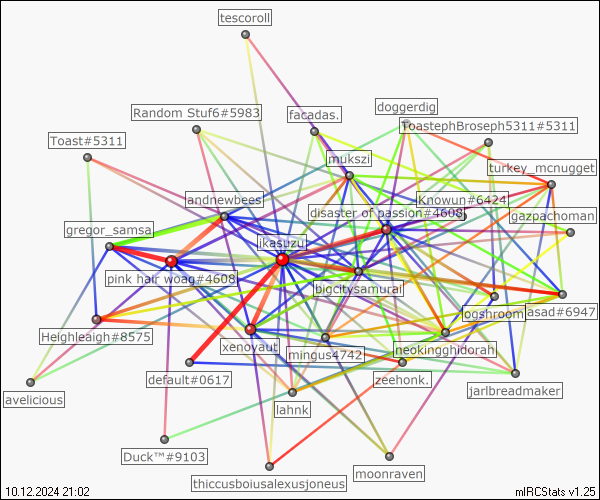 tescoroll
Random Stuf6#5983
facadas.
doggerdig
ToastephBroseph5311#5311
Toast#5311
mukszi
turkey_mcnugget
andnewbees
Knowun#6424
disaster of passion#4608
gazpachoman
gregor_samsa
ikasuzu
pink hair woag#4608
bigcitysamurai
logshroom
asad#6947
Heighleaigh#8575
xenoyaut
mingus4742
neokingghidorah
default#0617
zeehonk.
jarlbreadmaker
avelicious
lahnk
Duck™#9103
moonraven
thiccusboiusalexusjoneus
10.12.2024 21:02
mIRCStats v1.25